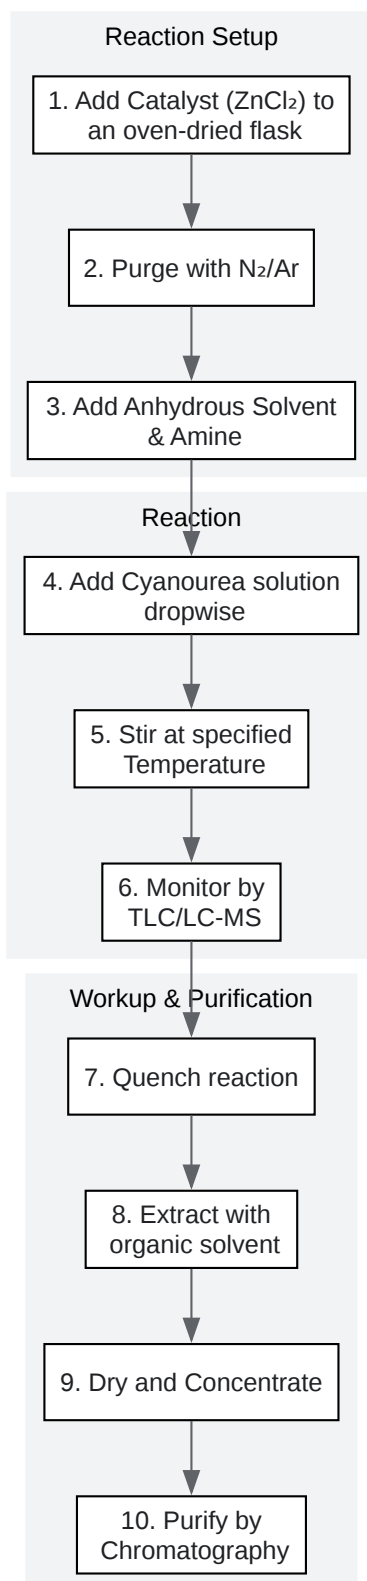 Reaction Setup
1. Add Catalyst (ZnCl₂) to
an oven-dried flask
2. Purge with N₂/Ar
3. Add Anhydrous Solvent
& Amine
Reaction
4. Add Cyanourea solution
dropwise
5. Stir at specified
Temperature
6. Monitor by
TLC/LC-MS
Workup & Purification
7. Quench reaction
8. Extract with
organic solvent
9. Dry and Concentrate
10. Purify by
Chromatography